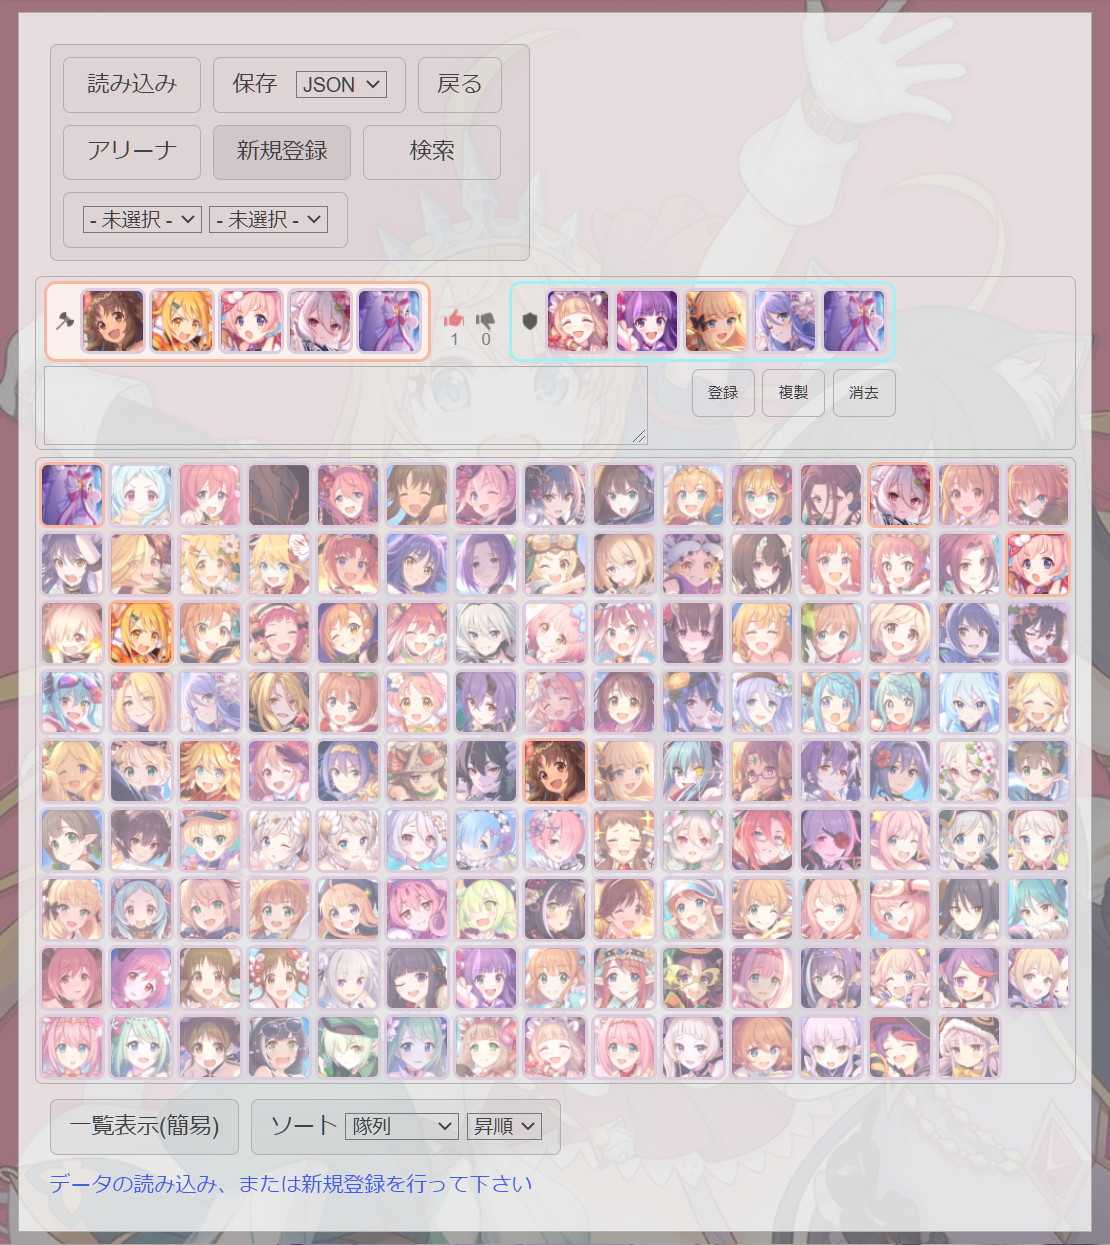 読み込み 保存 JSON 戻る
アリーナ 新規登録 検索
- 未選択 - - 未選択 -
1 0
登録 複製 消去
一覧表示(簡易) ソート 隊列 昇順
データの読み込み、または新規登録を行って下さい